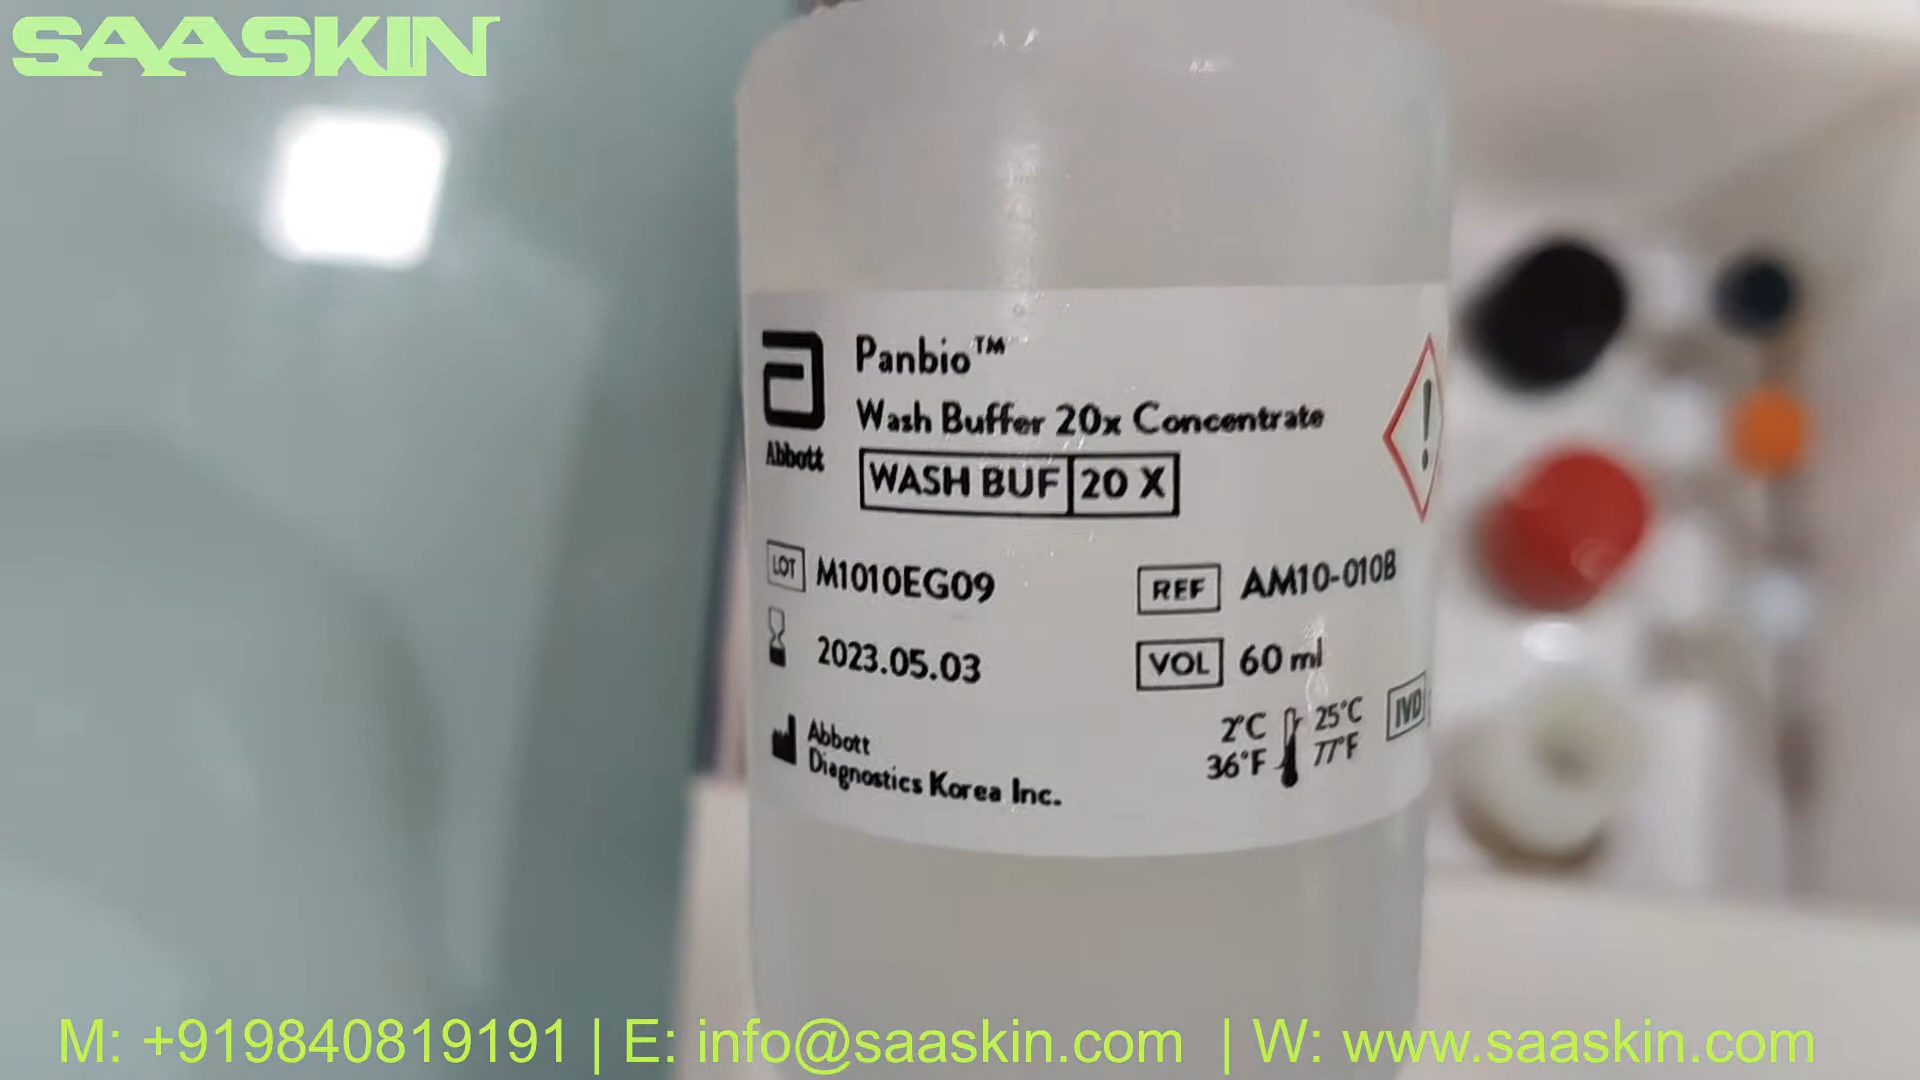 SAASKIN
Panbio™
Wash Buffer 20x Concentrate
Abbott
WASH BUF 20 X
LOT M1010EG09
REF AM10-010B
2023.05.03
VOL 60 ml
Abbott
Diagnostics Korea Inc.
2°C 25°C
36°F 77°F
IVD
M: +919840819191 | E: info@saaskin.com | W: www.saaskin.com